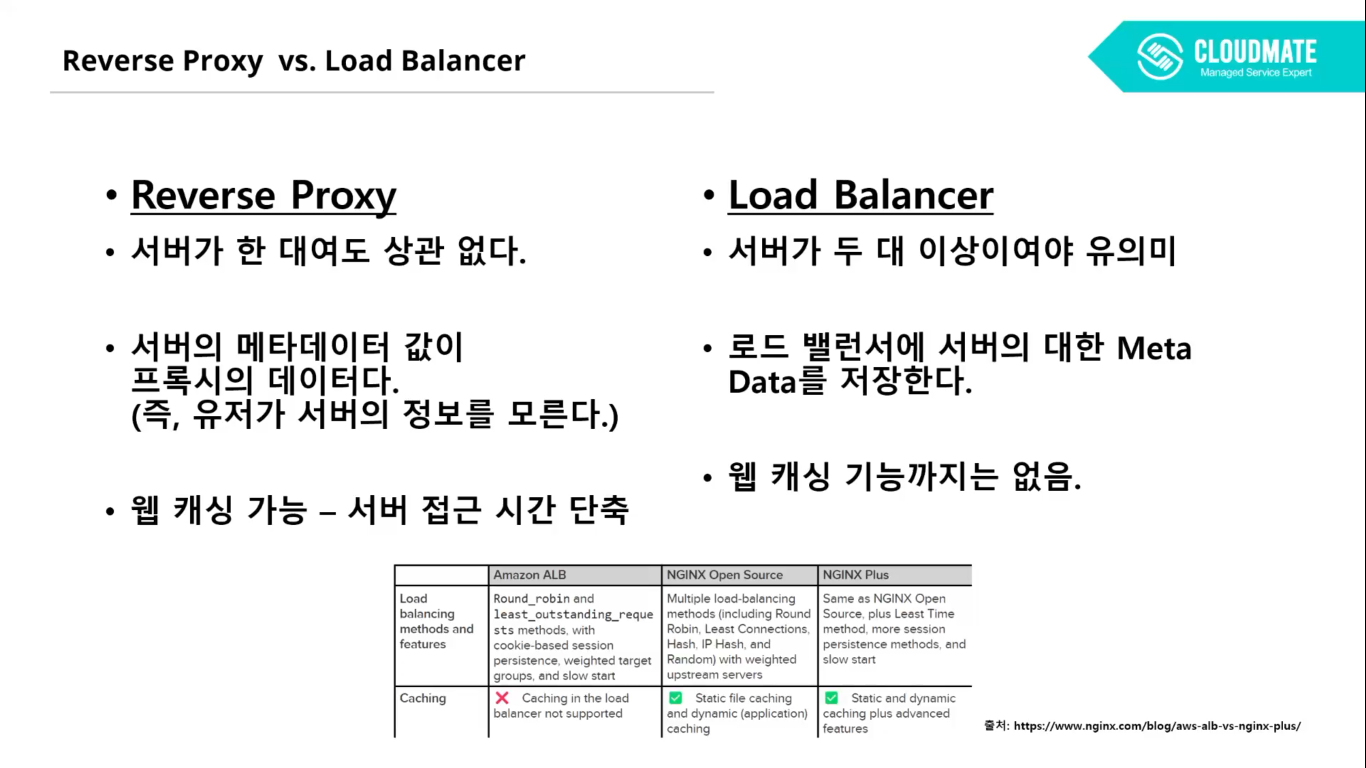 Reverse Proxy  vs. Load Balancer
CLOUDMATE
Managed Service Expert
• Reverse Proxy
• 서버가 한 대여도 상관 없다.
• 서버의 메타데이터 값이
프록시의 데이터다.
(즉, 유저가 서버의 정보를 모른다.)
• 웹 캐싱 가능 – 서버 접근 시간 단축
• Load Balancer
• 서버가 두 대 이상이여야 유의미
• 로드 밸런서에 서버의 대한 Meta
Data를 저장한다.
• 웹 캐싱 기능까지는 없음.
Amazon ALB
NGINX Open Source
NGINX Plus
Load
balancing
methods and
features
Round_robin and
least_outstanding_reque
sts methods, with
cookie-based session
persistence, weighted target
groups, and slow start
Multiple load-balancing
methods (including Round
Robin, Least Connections,
Hash, IP Hash, and
Random) with weighted
upstream servers
Same as NGINX Open
Source, plus Least Time
method, more session
persistence methods, and
slow start
Caching
❌ Caching in the load
balancer not supported
✅ Static file caching
and dynamic (application)
caching
✅ Static and dynamic
caching plus advanced
features
출처: https://www.nginx.com/blog/aws-alb-vs-nginx-plus/